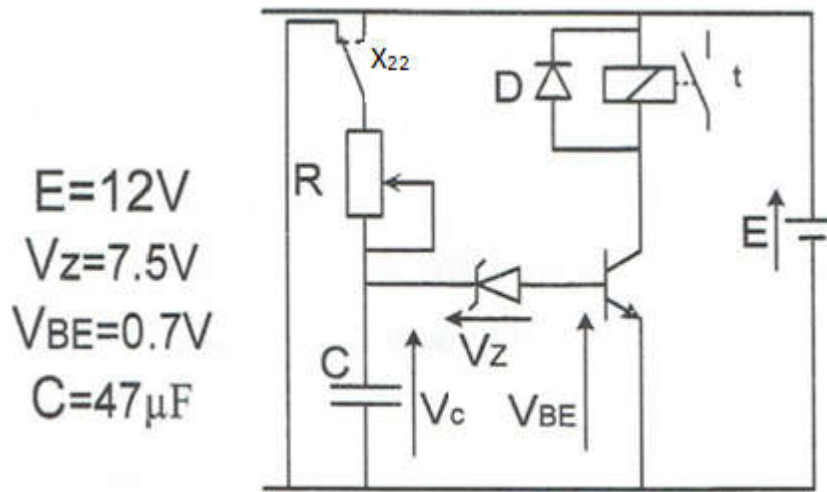 X22
D
t
R
E=12V
Vz=7.5V
VBE=0.7V
C=47μF
E
Vz
C
Vc
VBE